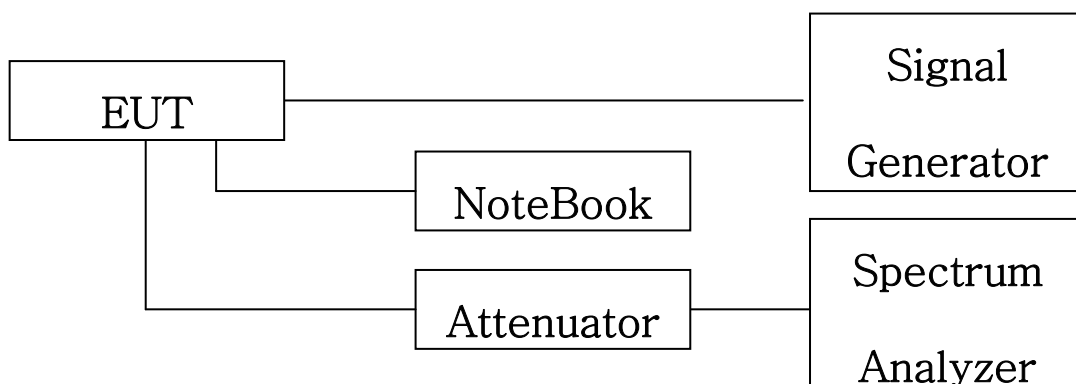 EUT
Signal
Generator
NoteBook
Attenuator
Spectrum
Analyzer